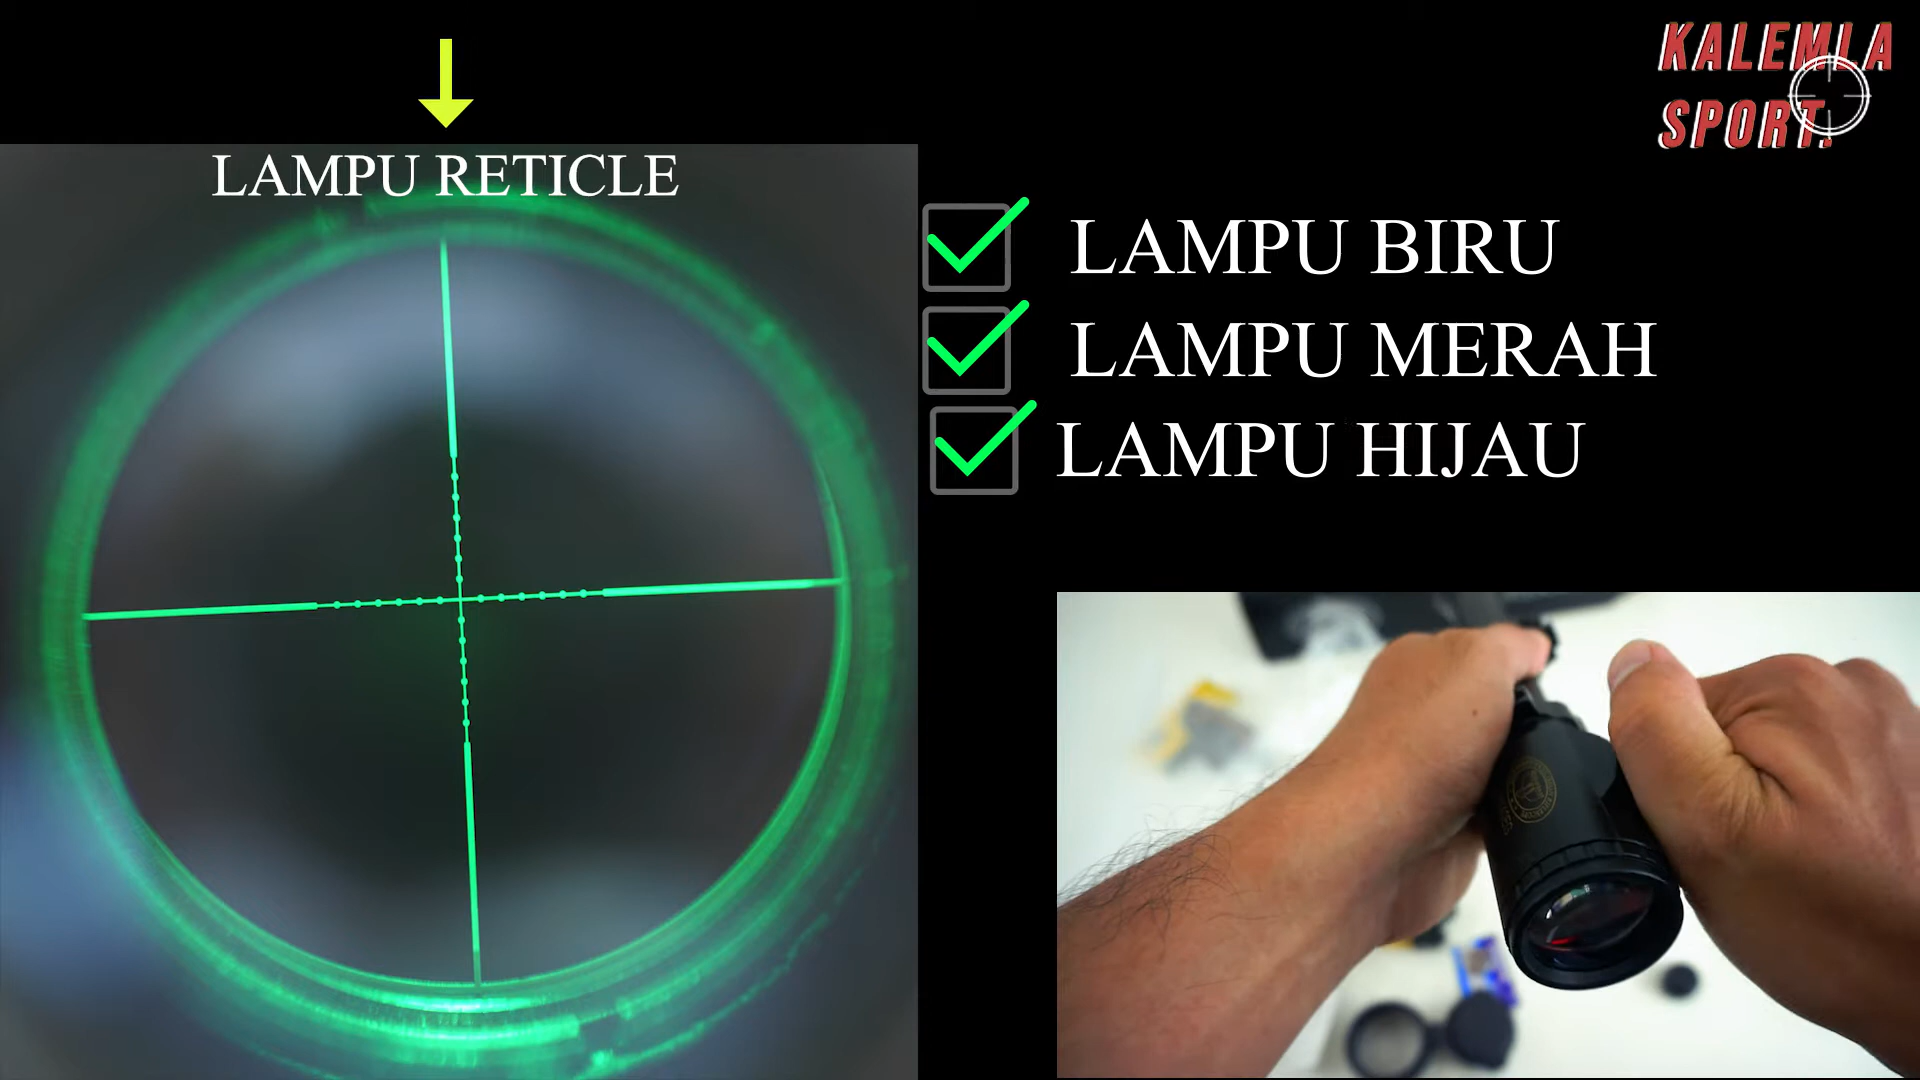 KALEMLA
SPORT.
LAMPU RETICLE
LAMPU BIRU
LAMPU MERAH
LAMPU HIJAU